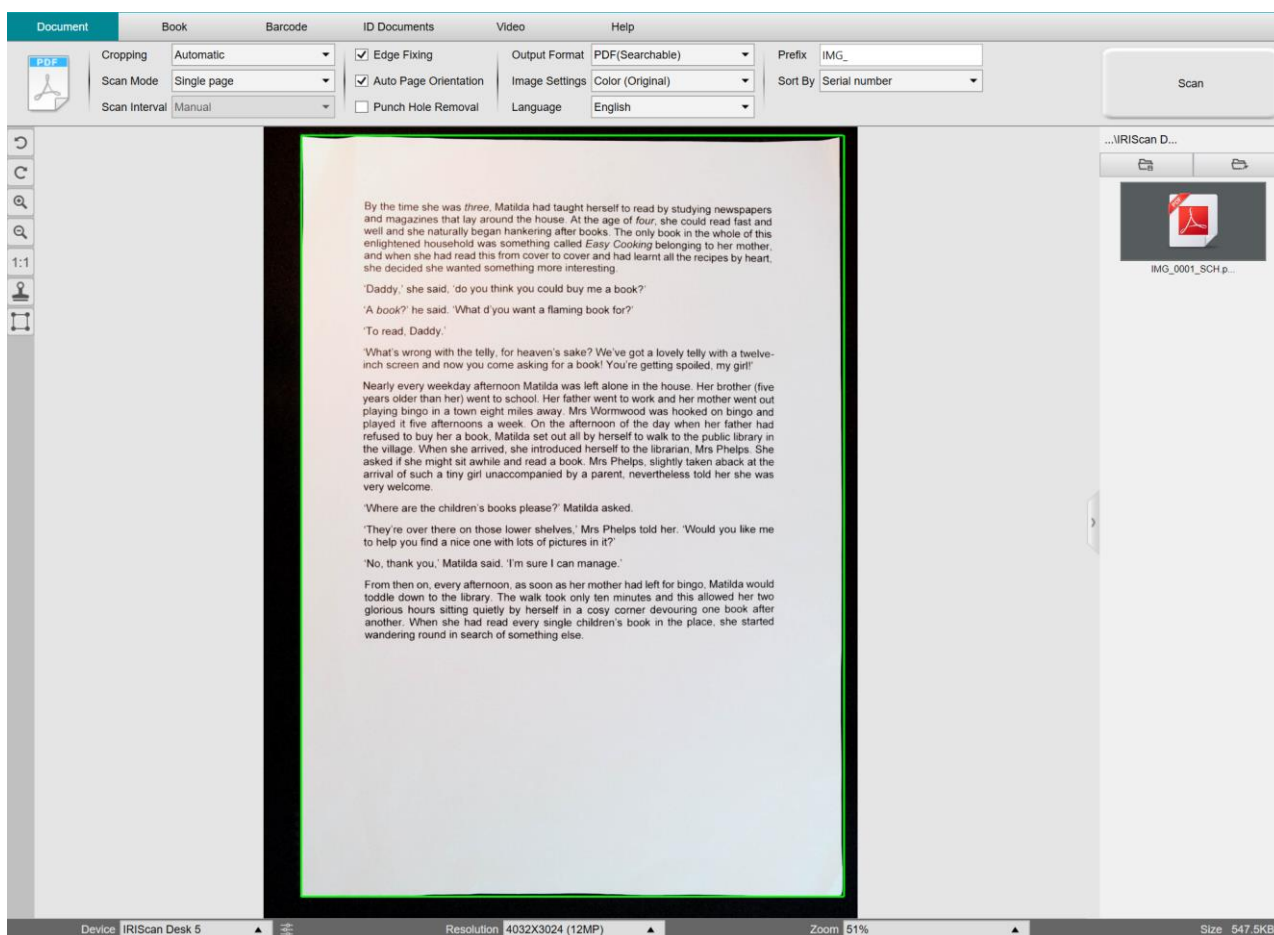 Document Book Barcode ID Documents Video Help
PDF
Cropping Automatic
Scan Mode Single page
Scan Interval Manual
Edge Fixing
Auto Page Orientation
Punch Hole Removal
Output Format PDF(Searchable)
Image Settings Color (Original)
Language English
Prefix IMG_
Sort By Serial number
Scan
1:1
By the time she was three, Matilda had taught herself to read by studying newspapers
and magazines that lay around the house. At the age of four, she could read fast and
well and she naturally began hankering after books. The only book in the whole of this
enlightened household was something called Easy Cooking belonging to her mother,
and when she had read this from cover to cover and had learnt all the recipes by heart,
she decided she wanted something more interesting.
‘Daddy,’ she said, ‘do you think you could buy me a book?’
‘A book?’ he said. ‘What d’you want a flaming book for?’
‘To read, Daddy.’
‘What’s wrong with the telly, for heaven’s sake? We’ve got a lovely telly with a twelve-
inch screen and now you come asking for a book! You’re getting spoiled, my girl!’
Nearly every weekday afternoon Matilda was left alone in the house. Her brother (five
years older than her) went to school. Her father went to work and her mother went out
playing bingo in a town eight miles away. Mrs Wormwood was hooked on bingo and
played it five afternoons a week. On the afternoon of the day when her father had
refused to buy her a book, Matilda set out all by herself to walk to the public library in
the village. When she arrived, she introduced herself to the librarian, Mrs Phelps. She
asked if she might sit awhile and read a book. Mrs Phelps, slightly taken aback at the
arrival of such a tiny girl unaccompanied by a parent, nevertheless told her she was
very welcome.
‘Where are the children’s books please?’ Matilda asked.
‘They’re over there on those lower shelves,’ Mrs Phelps told her. ‘Would you like me
to help you find a nice one with lots of pictures in it?’
‘No, thank you,’ Matilda said. ‘I’m sure I can manage.’
From then on, every afternoon, as soon as her mother had left for bingo, Matilda would
toddle down to the library. The walk took only ten minutes and this allowed her two
glorious hours sitting quietly by herself in a cosy corner devouring one book after
another. When she had read every single children’s book in the place, she started
wandering round in search of something else.
...\IRIScan D...
PDF
IMG_0001_SCH.p...
Device IRIScan Desk 5 Resolution 4032X3024 (12MP) Zoom 51% Size 547.5KB